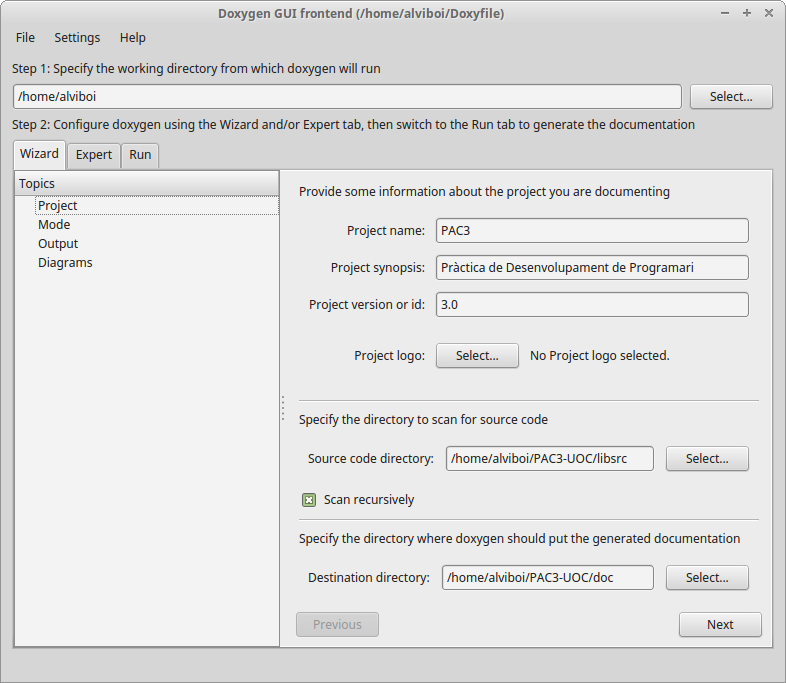 Doxygen GUI frontend (/home/alviboi/Doxyfile)
File Settings Help
Step 1: Specify the working directory from which doxygen will run
/home/alviboi Select...
Step 2: Configure doxygen using the Wizard and/or Expert tab, then switch to the Run tab to generate the documentation
Wizard Expert Run
Topics
Project
Mode
Output
Diagrams
Provide some information about the project you are documenting
Project name: PAC3
Project synopsis: Pràctica de Desenvolupament de Programari
Project version or id: 3.0
Project logo: Select... No Project logo selected.
Specify the directory to scan for source code
Source code directory: /home/alviboi/PAC3-UOC/libsrc Select...
Scan recursively
Specify the directory where doxygen should put the generated documentation
Destination directory: /home/alviboi/PAC3-UOC/doc Select...
Previous Next